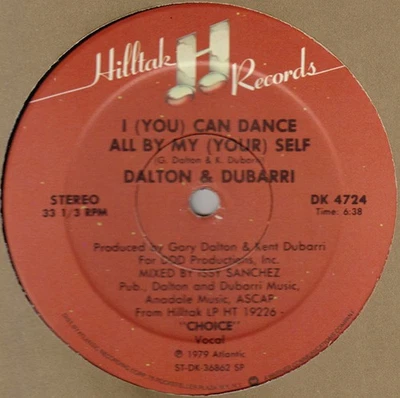 Hilltak Records
I (YOU) CAN DANCE
ALL BY MY (YOUR) SELF
(G. Dalton & K. Dubarri)
DALTON & DUBARRI
STEREO
33 1/3 RPM
DK 4724
Time: 6:38
Produced by Gary Dalton & Kent Dubarri
For DOD Productions, Inc.
MIXED BY ISSY SANCHEZ
Pub., Dalton and Dubarri Music,
Anadale Music, ASCAP
From Hilltak LP HT 19226 -
"CHOICE"
Vocal
℗ 1979 Atlantic
ST-DK-36862 SP